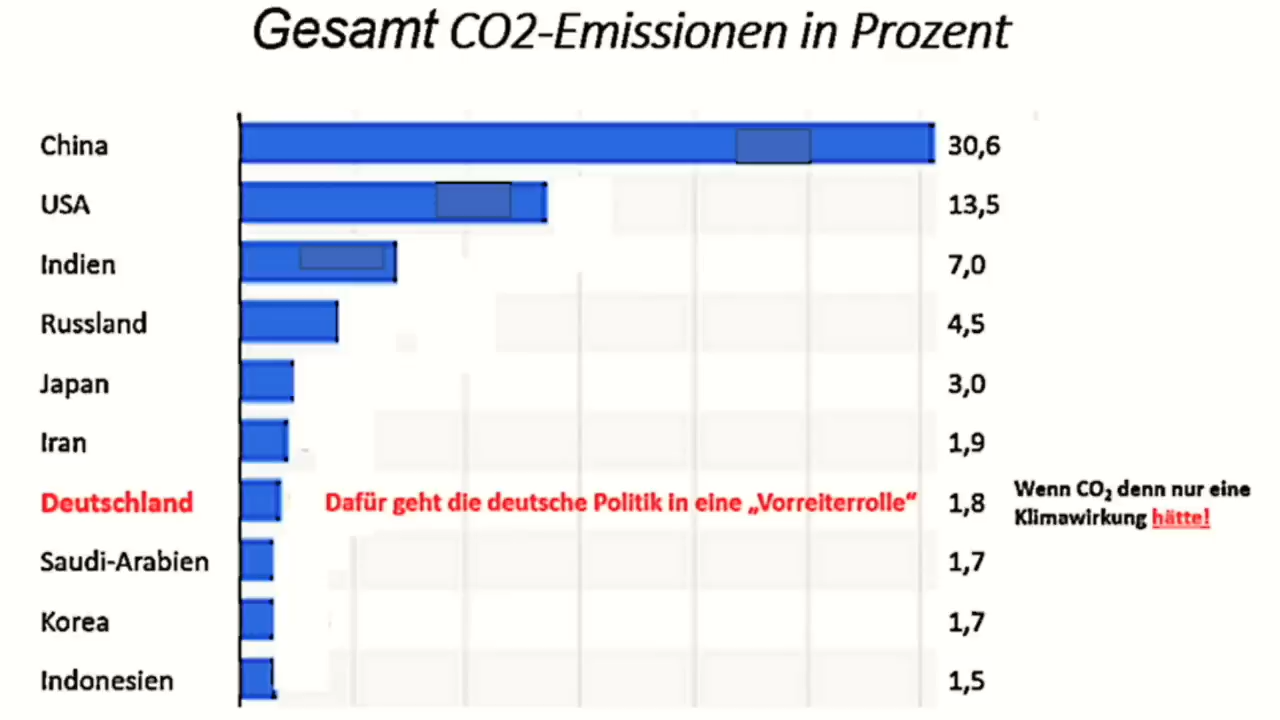 Gesamt CO2-Emissionen in Prozent
China 30,6
USA 13,5
Indien 7,0
Russland 4,5
Japan 3,0
Iran 1,9
Deutschland Dafür geht die deutsche Politik in eine „Vorreiterrolle“ 1,8
Wenn CO₂ denn nur eine
Klimawirkung hätte!
Saudi-Arabien 1,7
Korea 1,7
Indonesien 1,5